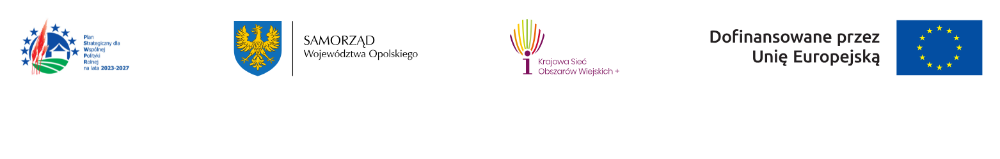 Plan
Strategiczny dla
Wspólnej
Polityki
Rolnej
na lata 2023-2027
SAMORZĄD
Województwa Opolskiego
Krajowa Sieć
Obszarów Wiejskich +
Dofinansowane przez
Unię Europejską